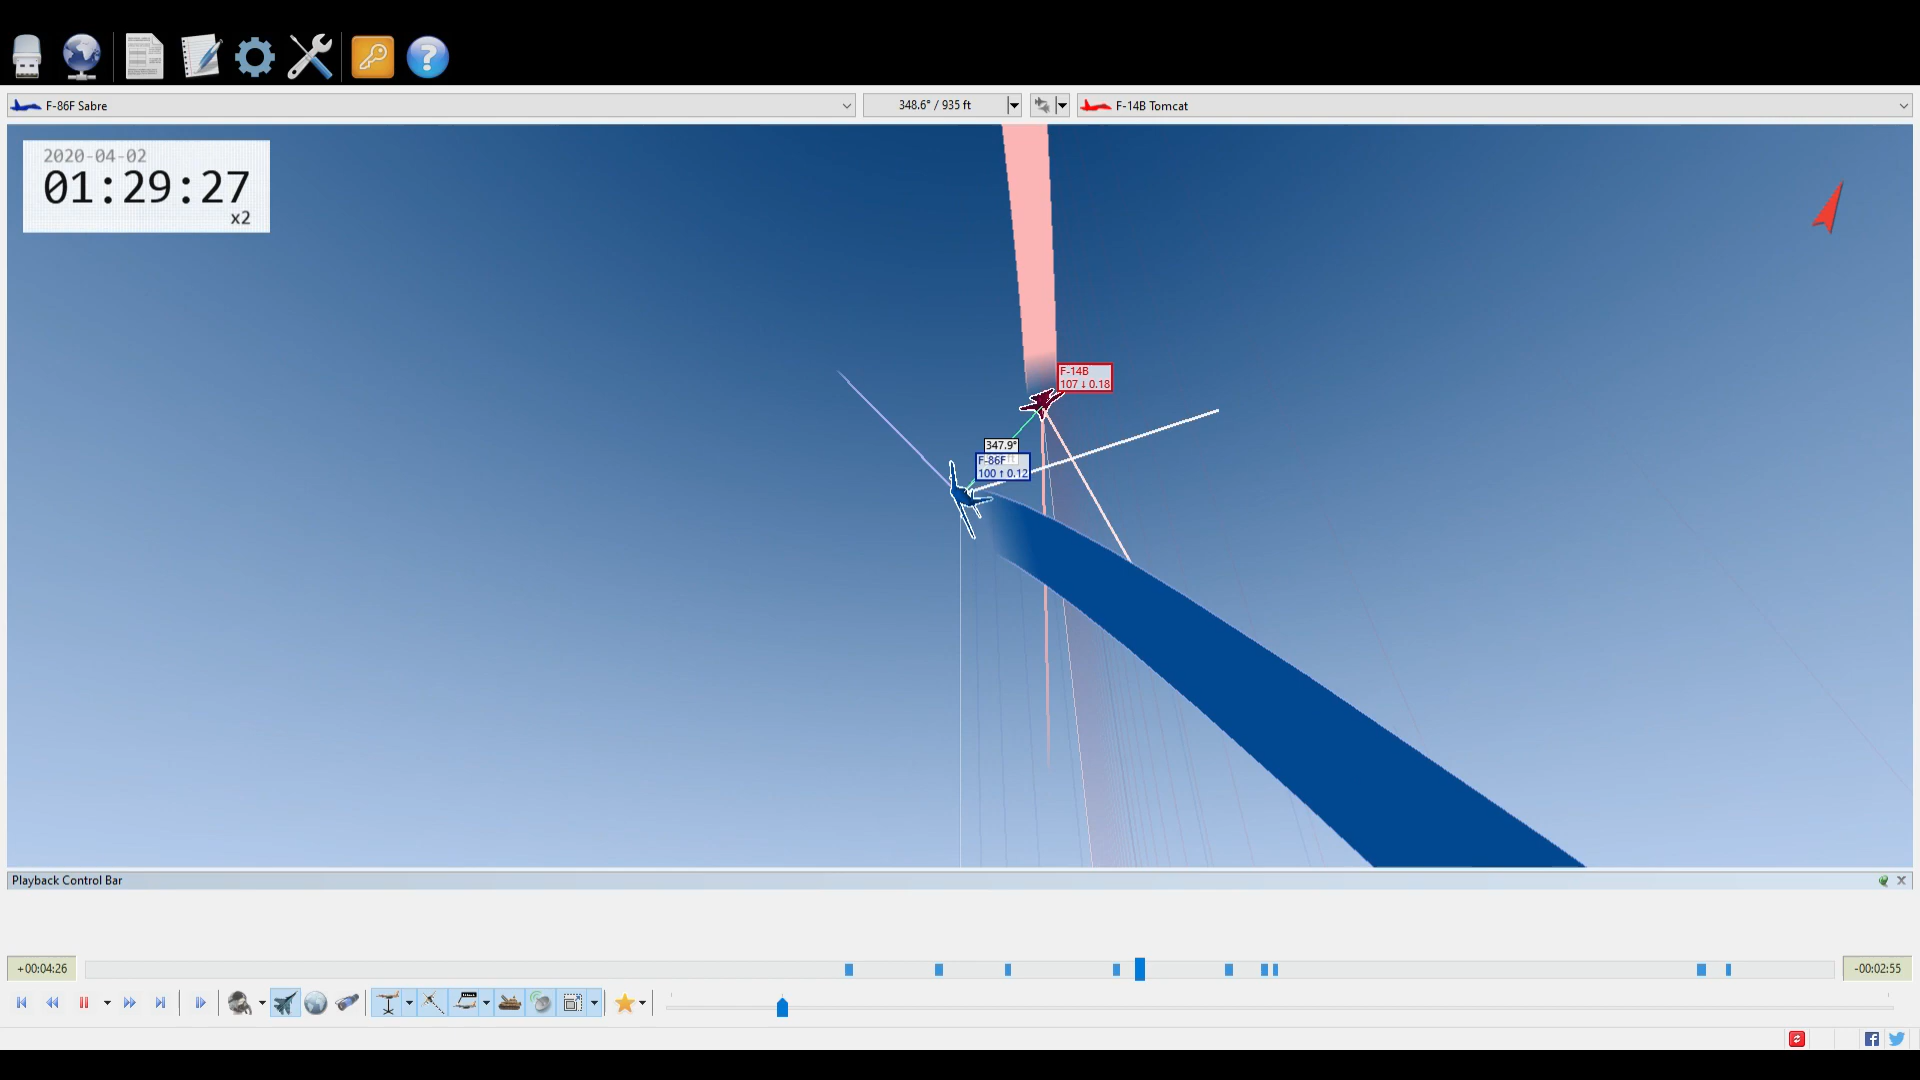 F-86F Sabre
348.6° / 935 ft
F-14B Tomcat
2020-04-02
01:29:27
x2
F-14B
107 ↓ 0.18
347.9°
F-86F
100 ↑ 0.12
Playback Control Bar
+00:04:26
-00:02:55